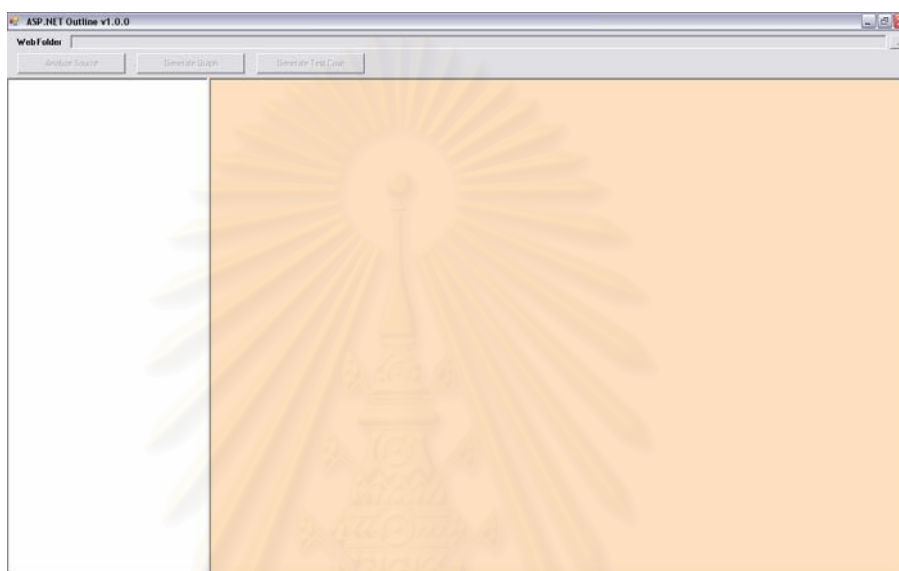 ASP.NET Outline v1.0.0
Web Folder
Analyze Source
Generate Graph
Generate Test Case